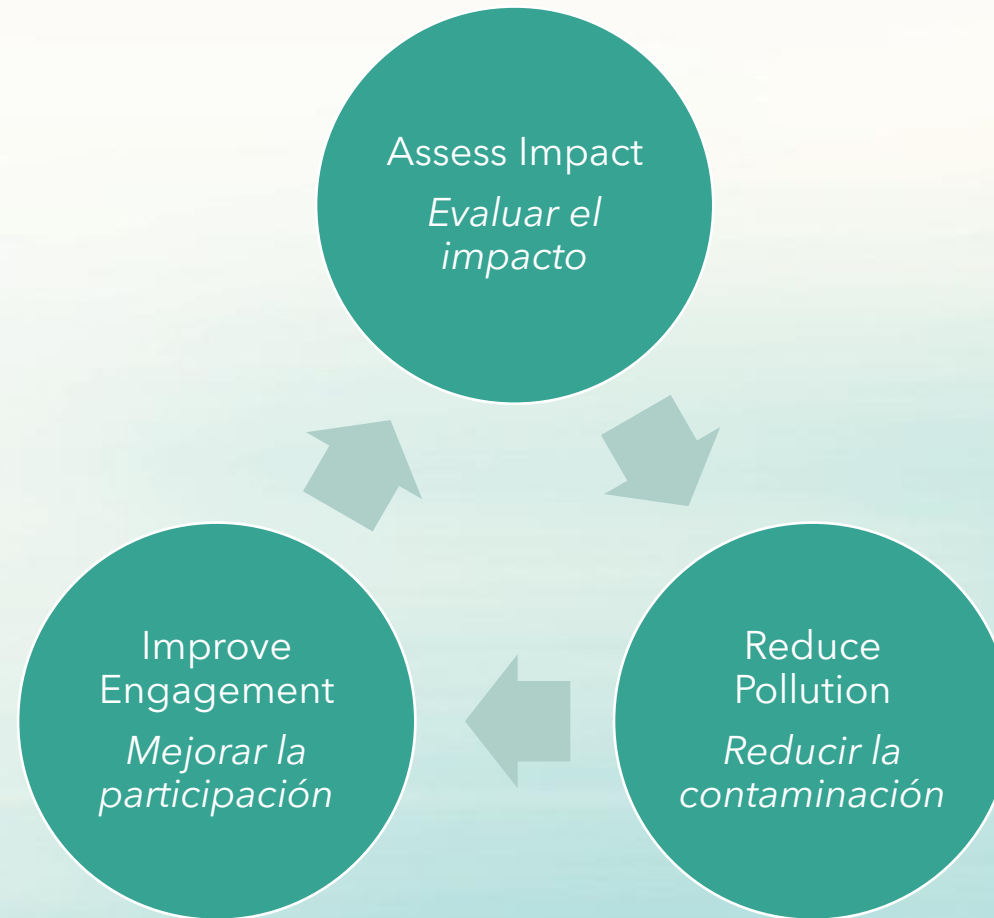 Assess Impact
Evaluar el
impacto
Reduce
Pollution
Reducir la
contaminación
Improve
Engagement
Mejorar la
participación